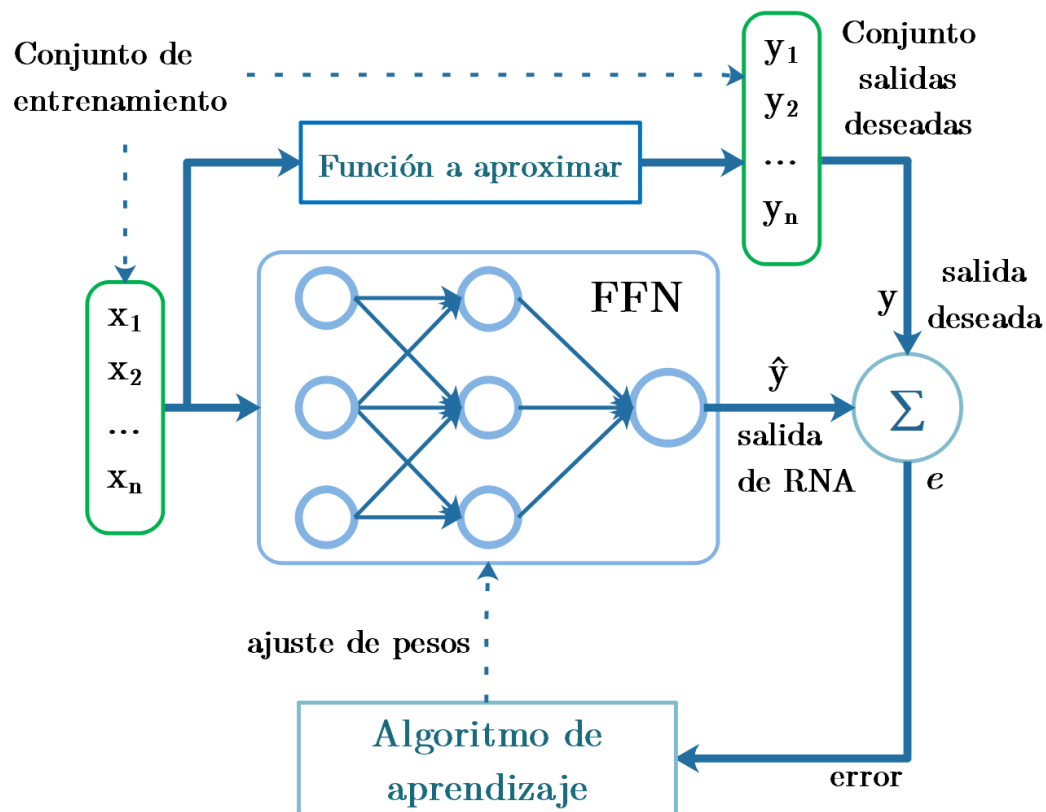 Conjunto de
entrenamiento
y₁
y₂
...
yₙ
Conjunto
salidas
deseadas
Función a aproximar
x₁
x₂
...
xₙ
FFN
y
salida
deseada
ŷ
salida
de RNA
Σ
e
ajuste de pesos
Algoritmo de
aprendizaje
error